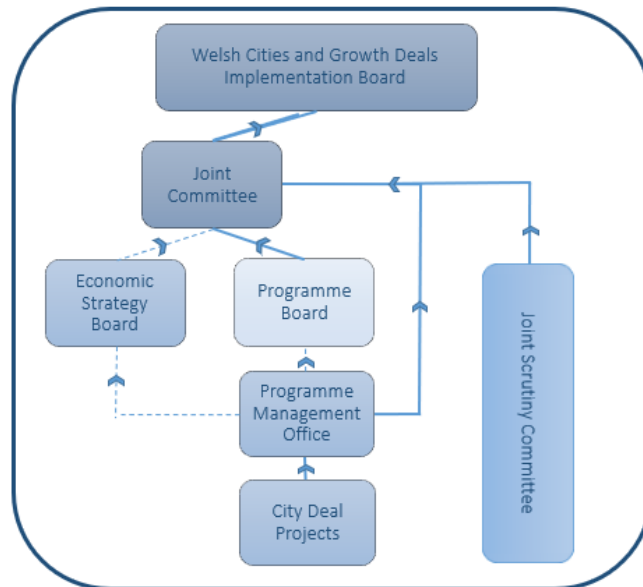 Welsh Cities and Growth Deals
Implementation Board
Joint
Committee
Economic
Strategy
Board
Programme
Board
Programme
Management
Office
City Deal
Projects
Joint Scrutiny Committee